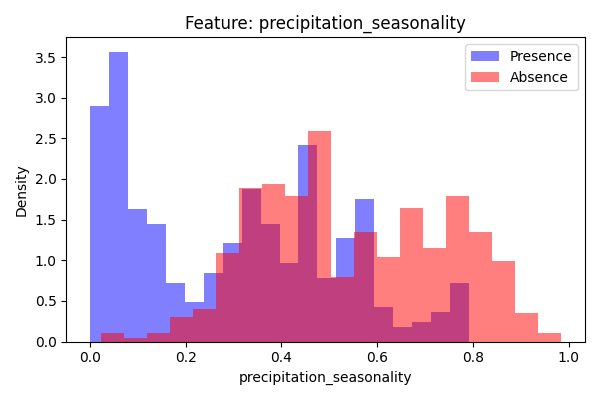 Feature: precipitation_seasonality
Presence
Absence
Density
3.5
3.0
2.5
2.0
1.5
1.0
0.5
0.0
0.0 0.2 0.4 0.6 0.8 1.0
precipitation_seasonality